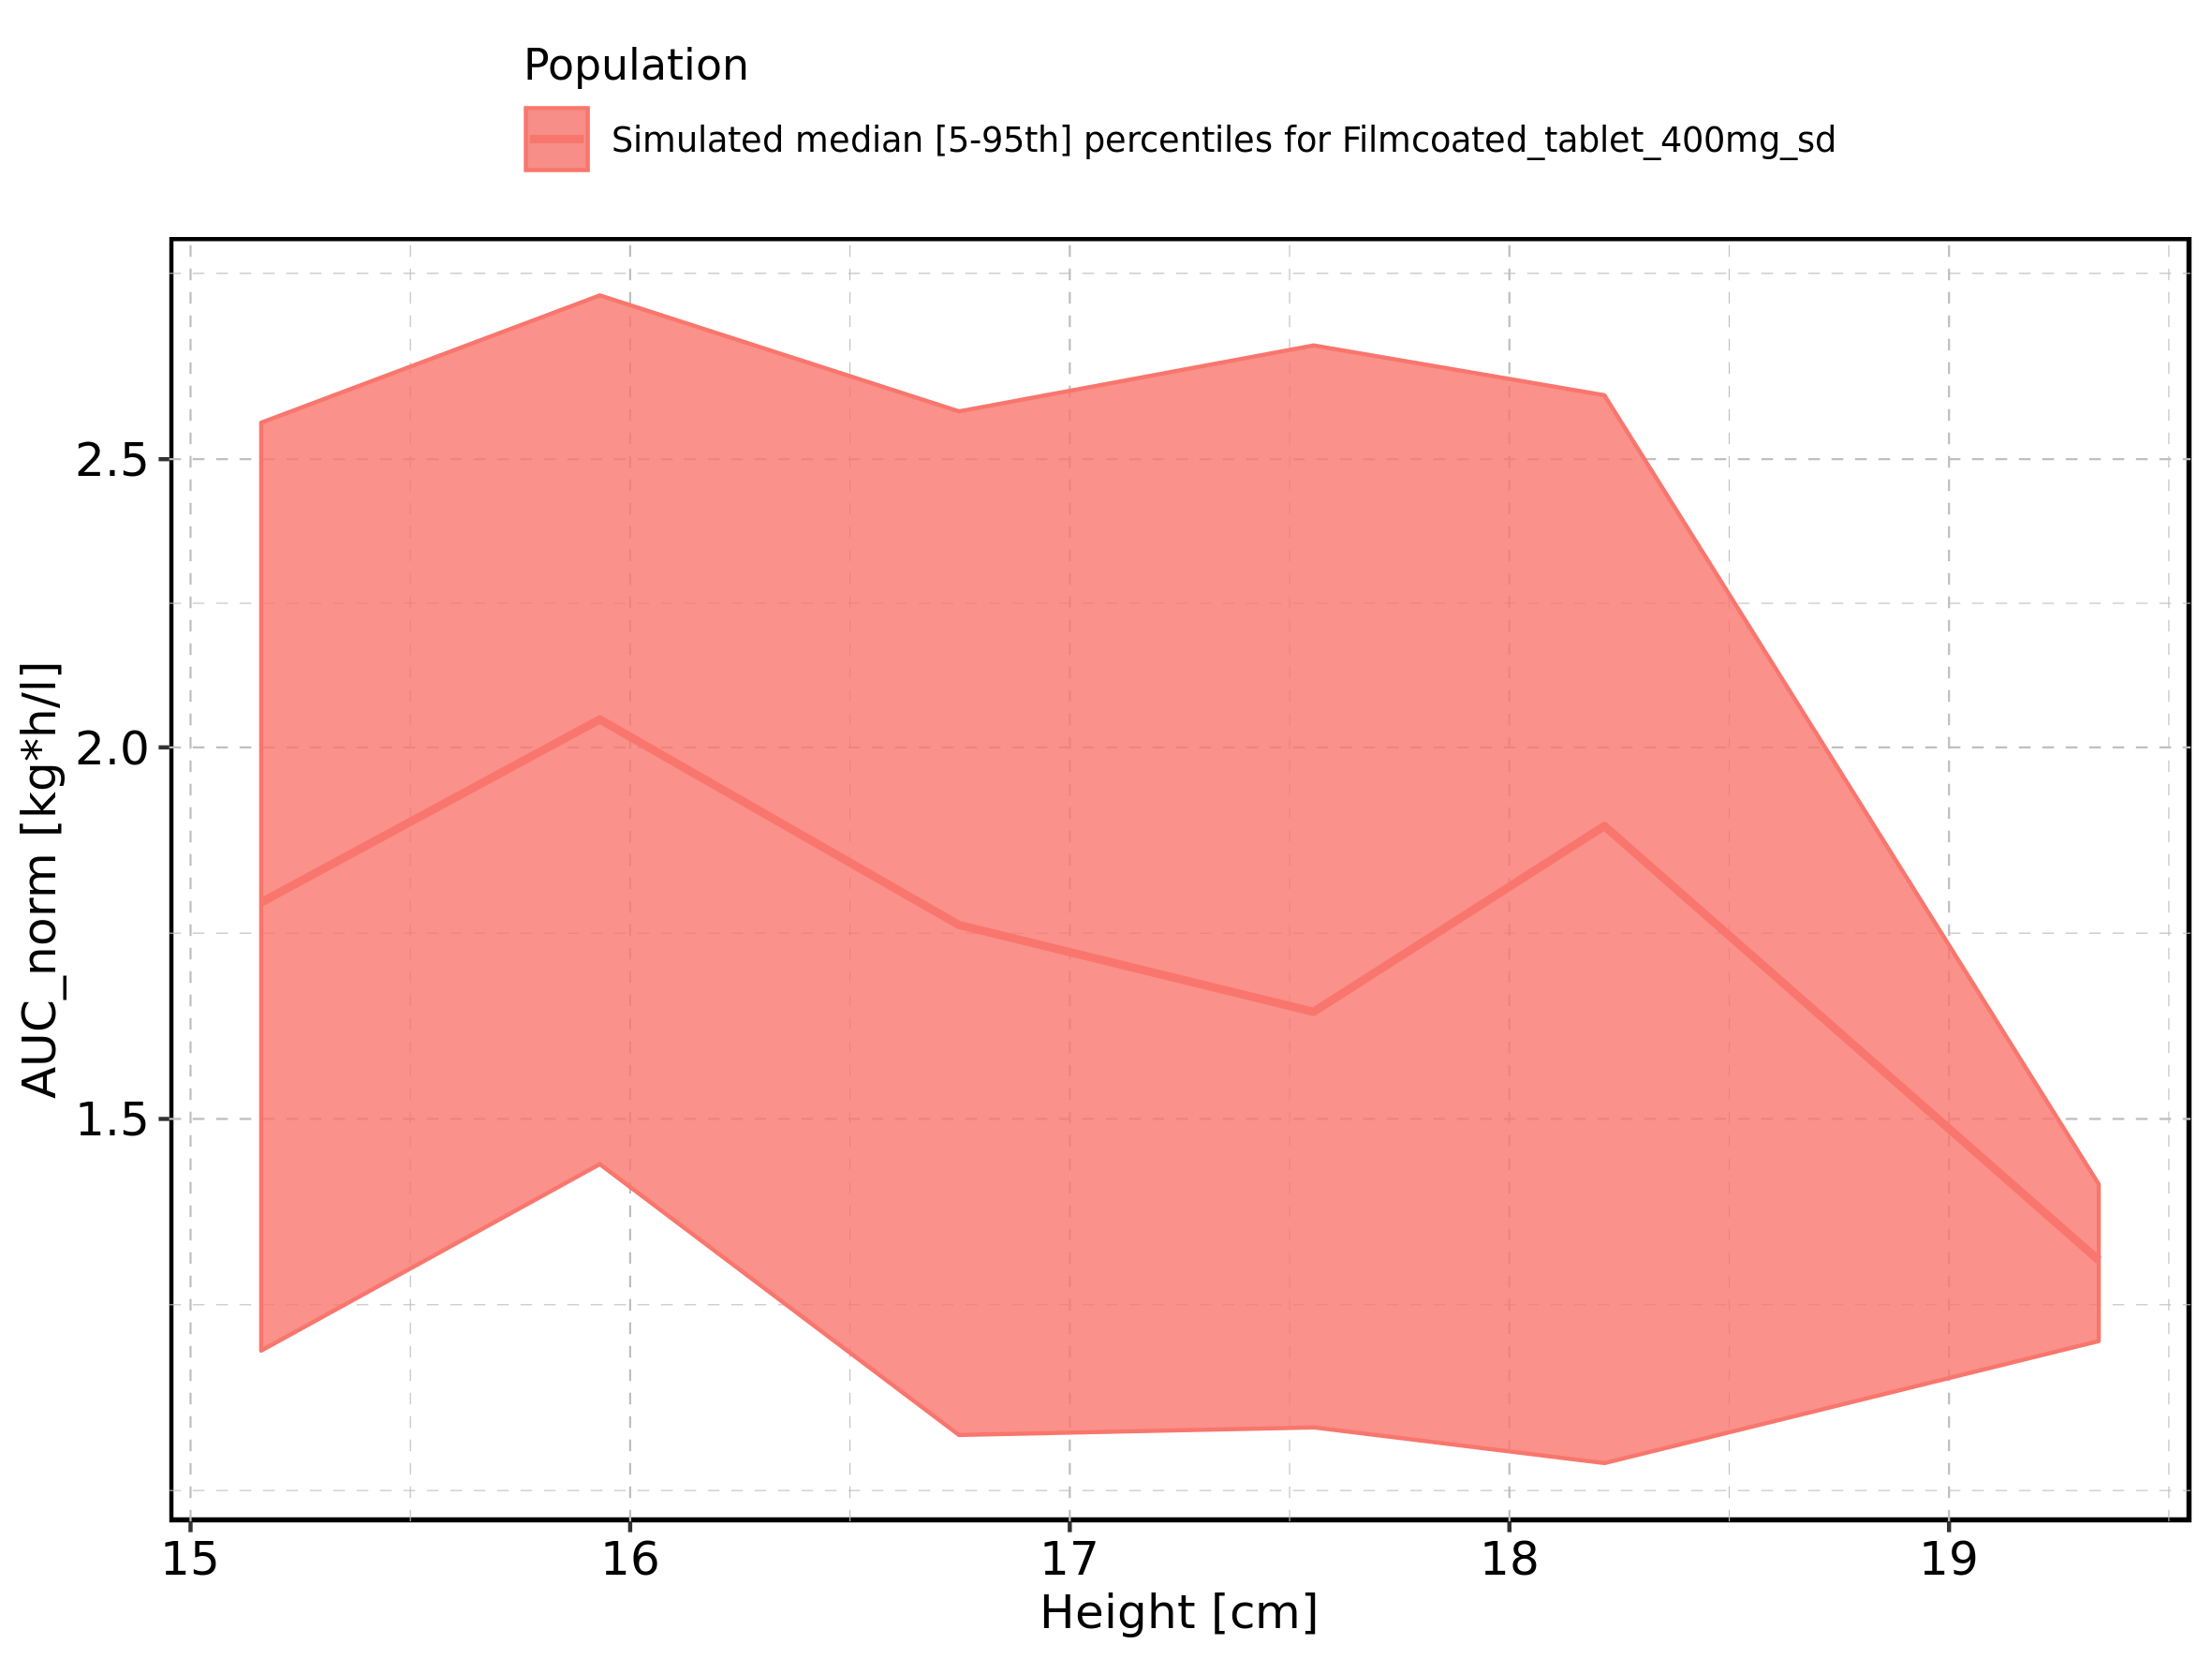 Population
Simulated median [5-95th] percentiles for Filmcoated_tablet_400mg_sd
AUC_norm [kg*h/l]
2.5
2.0
1.5
15 16 17 18 19
Height [cm]